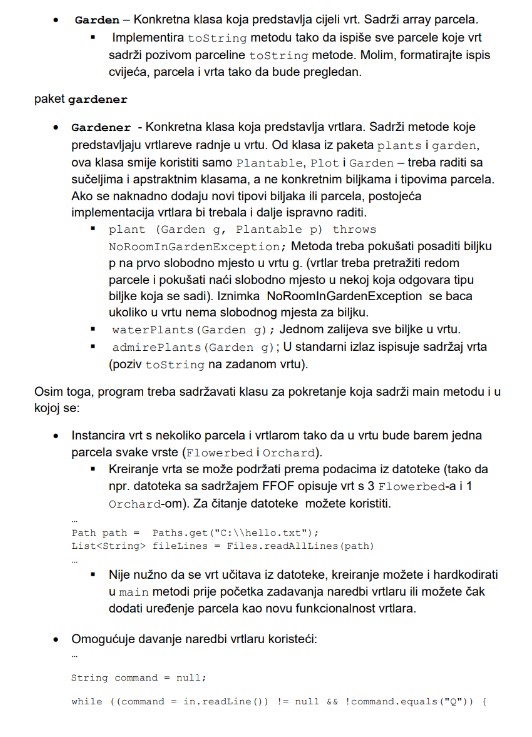 • Garden – Konkretna klasa koja predstavlja cijeli vrt. Sadrži array parcela.
▪ Implementira toString metodu tako da ispiše sve parcele koje vrt
sadrži pozivom parceline toString metode. Molim, formatirajte ispis
cvijeća, parcela i vrta tako da bude pregledan.
paket gardener
• Gardener - Konkretna klasa koja predstavlja vrtlara. Sadrži metode koje
predstavljaju vrtlareve radnje u vrtu. Od klasa iz paketa plants i garden,
ova klasa smije koristiti samo Plantable, Plot i Garden – treba raditi sa
sučeljima i apstraktnim klasama, a ne konkretnim biljkama i tipovima parcela.
Ako se naknadno dodaju novi tipovi biljaka ili parcela, postojeća
implementacija vrtlara bi trebala i dalje ispravno raditi.
▪ plant (Garden g, Plantable p) throws
NoRoomInGardenException; Metoda treba pokušati posaditi biljku
p na prvo slobodno mjesto u vrtu g. (vrtlar treba pretražiti redom
parcele i pokušati naći slobodno mjesto u nekoj koja odgovara tipu
biljke koja se sadi). Iznimka NoRoomInGardenException se baca
ukoliko u vrtu nema slobodnog mjesta za biljku.
▪ waterPlants(Garden g); Jednom zalijeva sve biljke u vrtu.
▪ admirePlants(Garden g); U standarni izlaz ispisuje sadržaj vrta
(poziv toString na zadanom vrtu).
Osim toga, program treba sadržavati klasu za pokretanje koja sadrži main metodu i u
kojoj se:
• Instancira vrt s nekoliko parcela i vrtlarom tako da u vrtu bude barem jedna
parcela svake vrste (Flowerbed i Orchard).
▪ Kreiranje vrta se može podržati prema podacima iz datoteke (tako da
npr. datoteka sa sadržajem FFOF opisuje vrt s 3 Flowerbed-a i 1
Orchard-om). Za čitanje datoteke možete koristiti.
…
Path path = Paths.get("C:\\hello.txt");
List<String> fileLines = Files.readAllLines(path)
…
▪ Nije nužno da se vrt učitava iz datoteke, kreiranje možete i hardkodirati
u main metodi prije početka zadavanja naredbi vrtlaru ili možete čak
dodati uređenje parcela kao novu funkcionalnost vrtlara.
• Omogućuje davanje naredbi vrtlaru koristeći:
…
String command = null;
while ((command = in.readLine()) != null && !command.equals("Q")) {